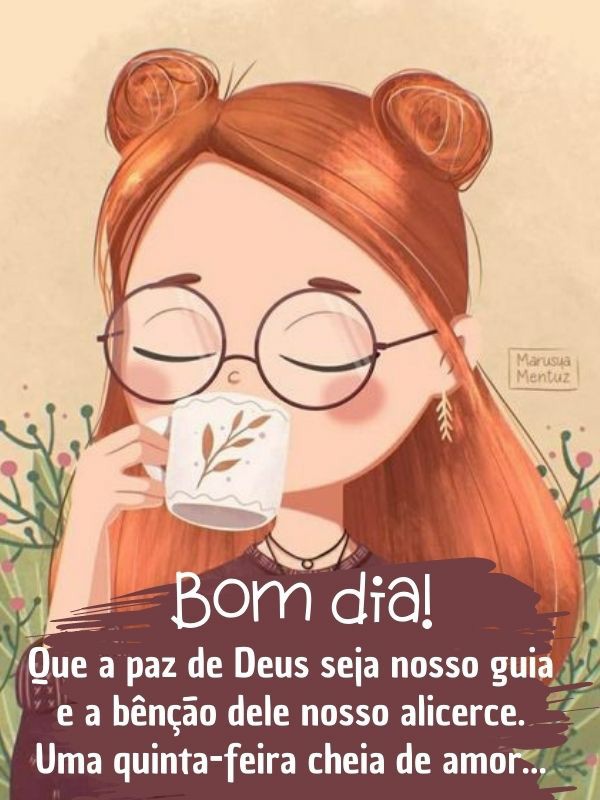 Marusya
Mentuz
Bom dia!
Que a paz de Deus seja nosso guia
e a bênção dele nosso alicerce.
Uma quinta-feira cheia de amor...